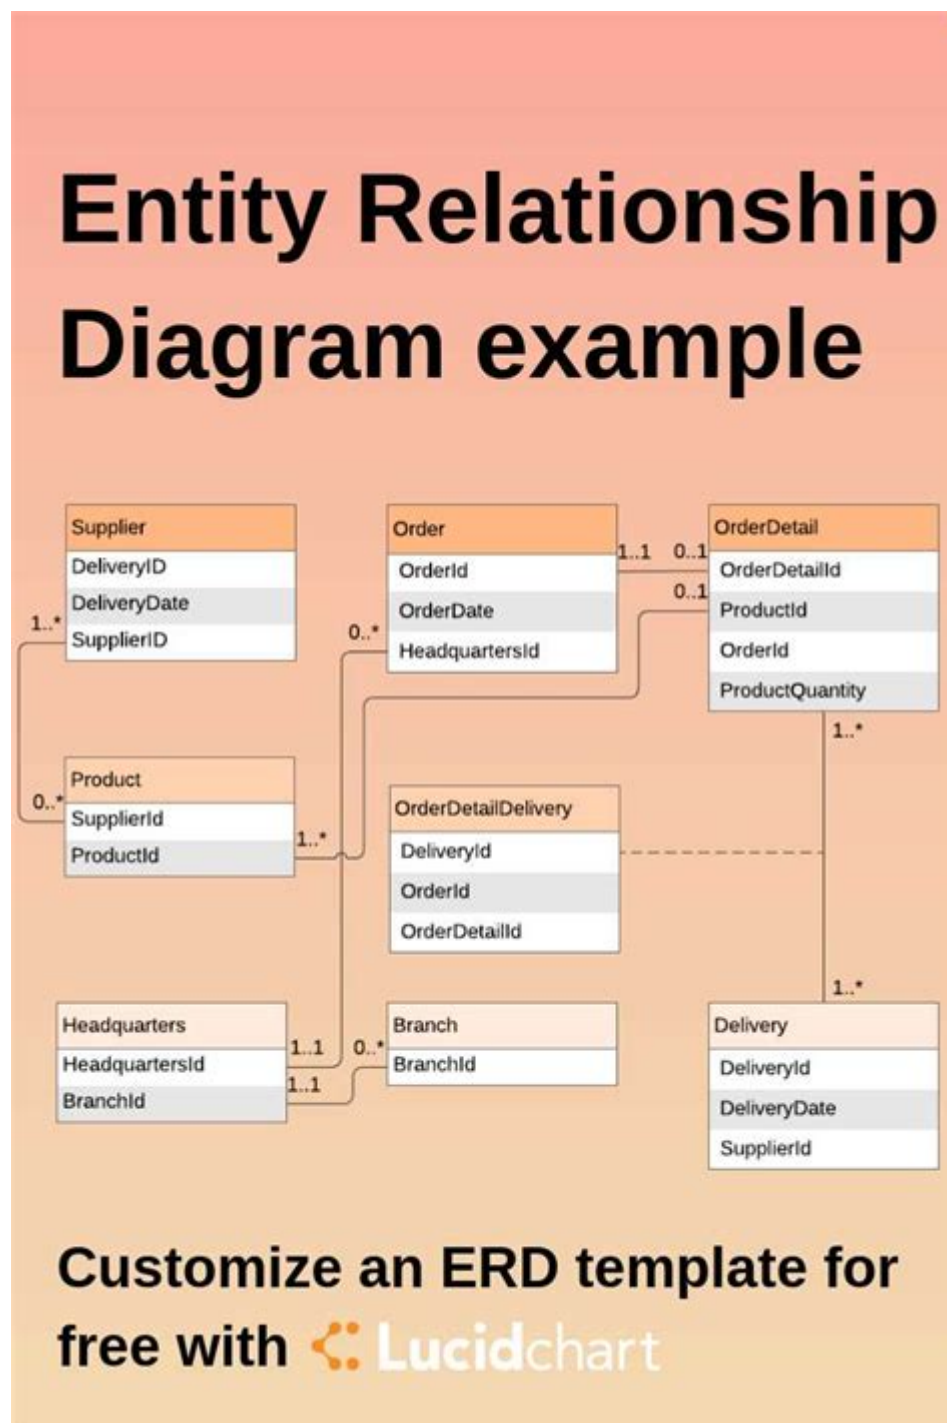 Entity Relationship
Diagram example
Supplier
DeliveryID
DeliveryDate
SupplierID
1..*
0..*
Order
OrderId
OrderDate
HeadquartersId
0..*
1..1
0..1
0..1
OrderDetail
OrderDetailId
ProductId
OrderId
ProductQuantity
1..*
Product
SupplierId
ProductId
1..*
OrderDetailDelivery
DeliveryId
OrderId
OrderDetailId
1..*
Headquarters
HeadquartersId
BranchId
1..1
1..1
0..*
Branch
BranchId
Delivery
DeliveryId
DeliveryDate
SupplierId
Customize an ERD template for
free with Lucidchart